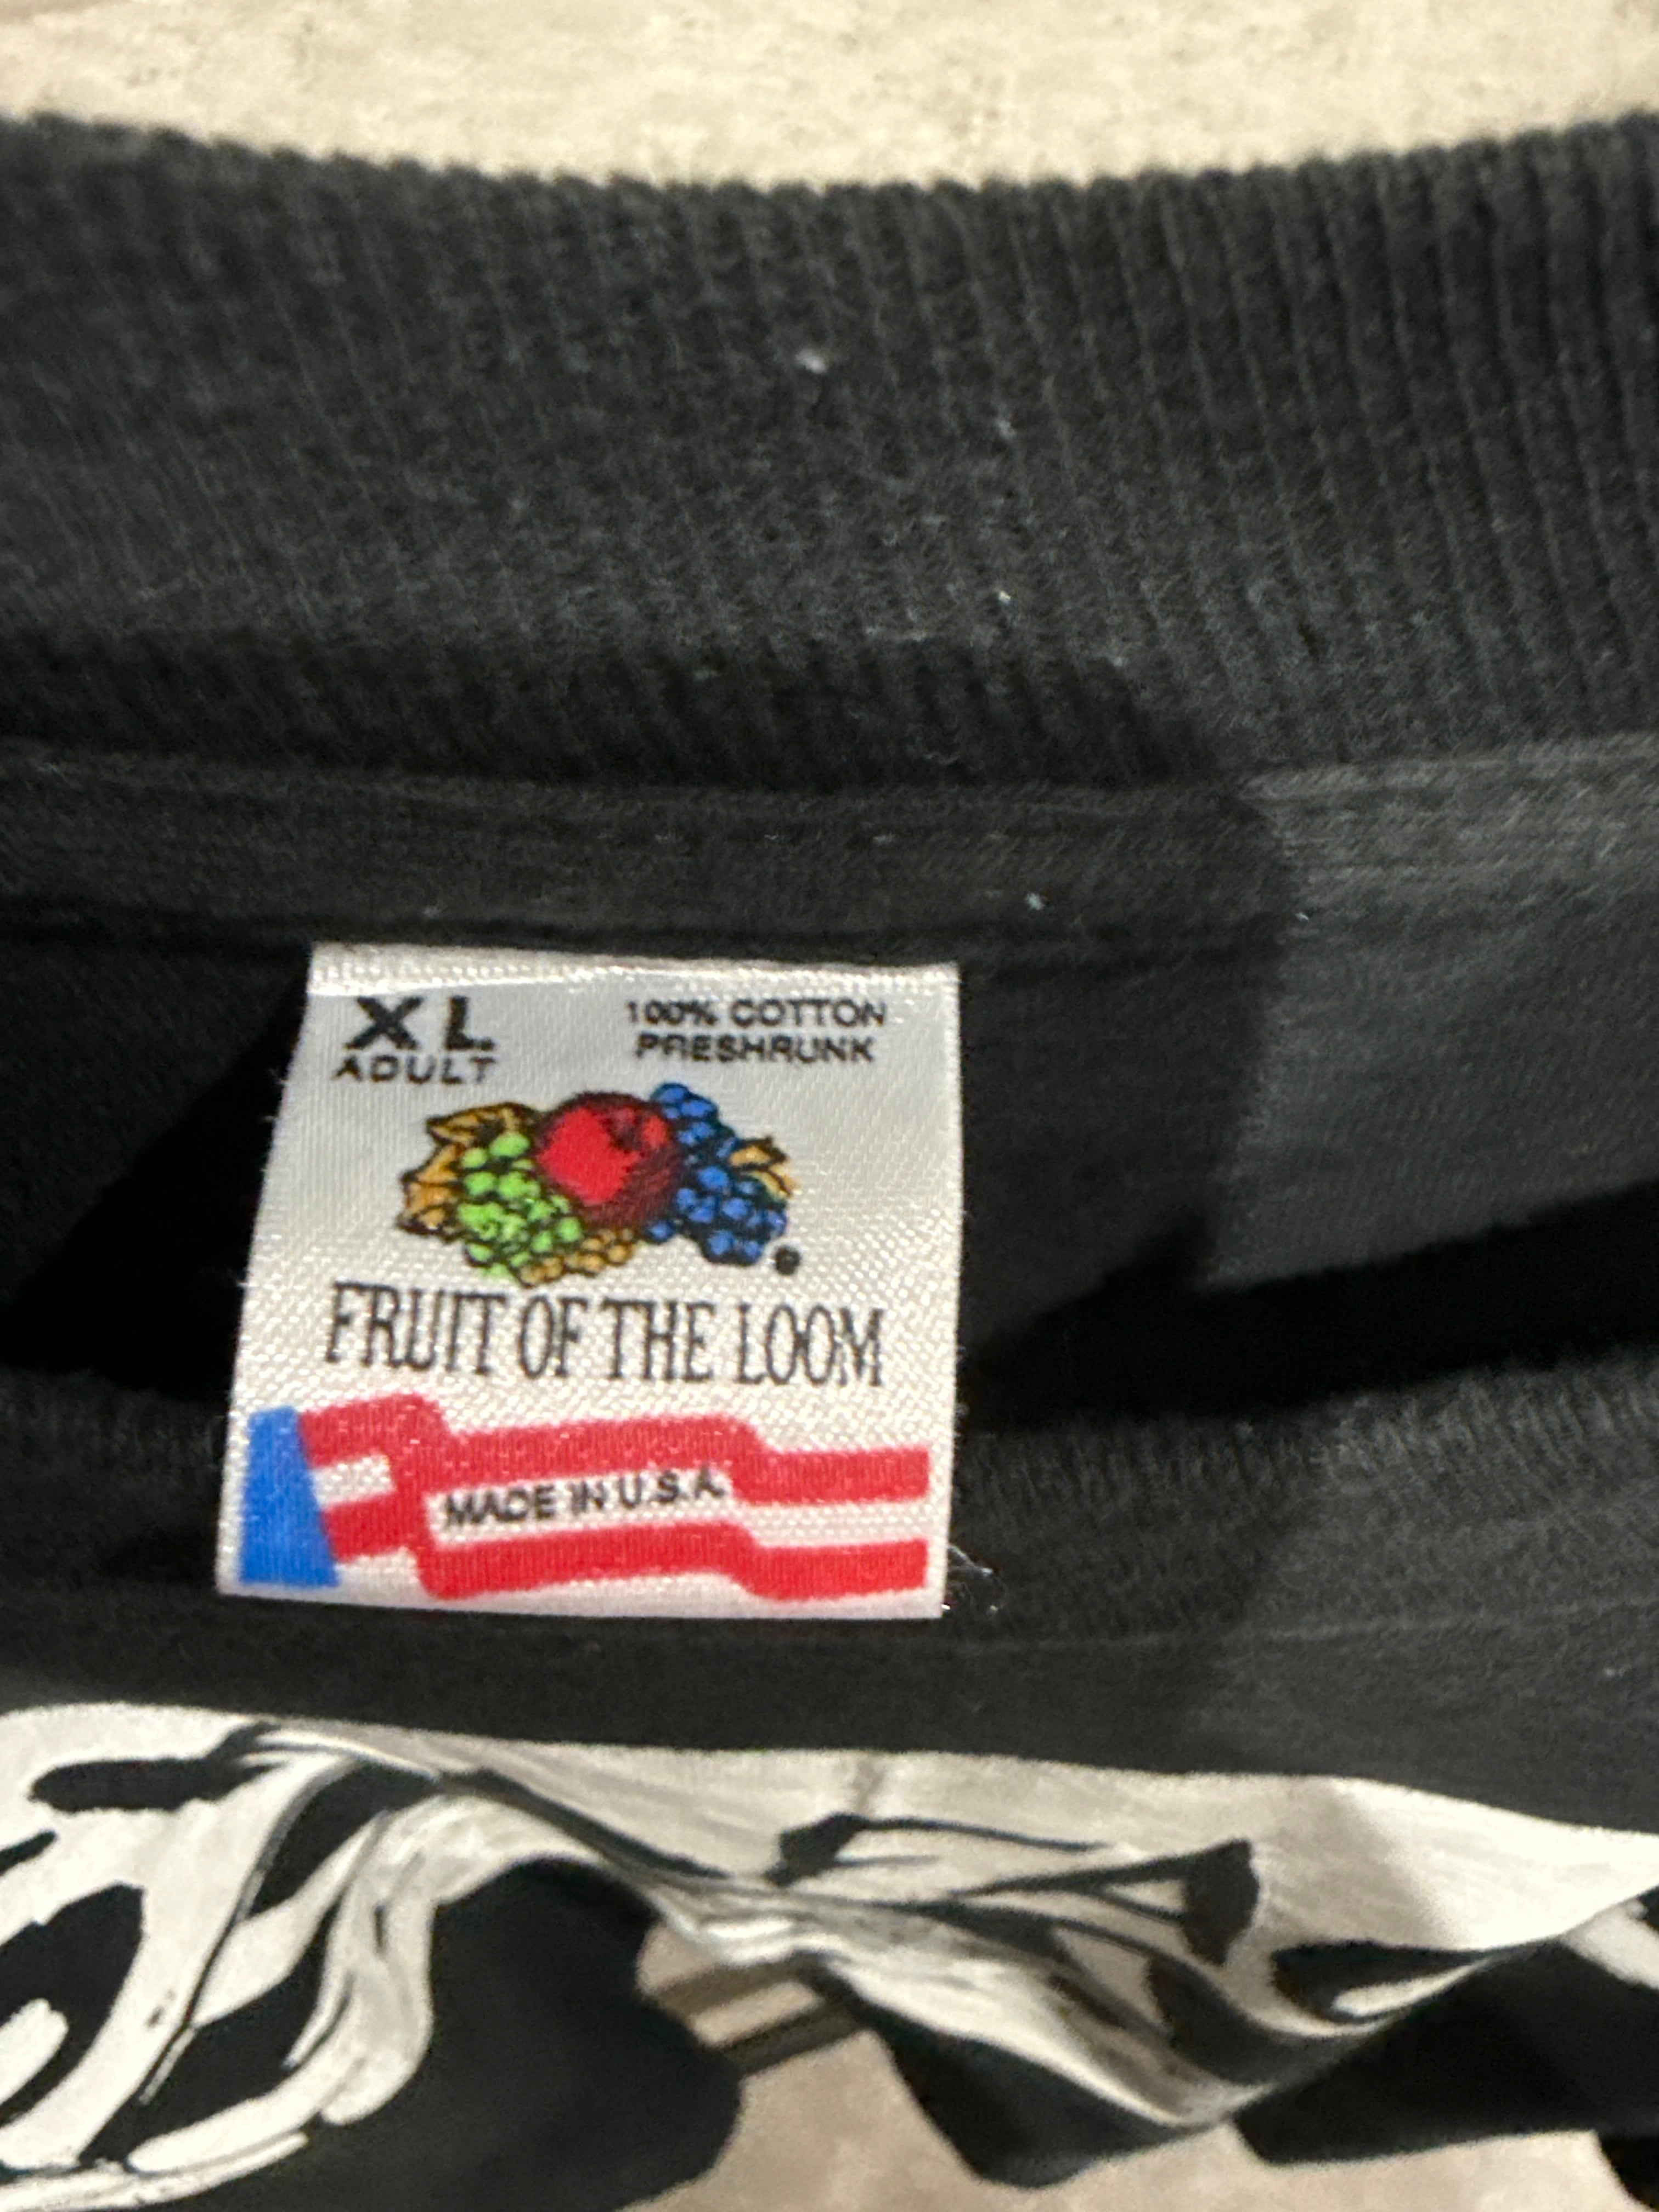 XL
ADULT
100% COTTON
PRESHRUNK
FRUIT OF THE LOOM
MADE IN U.S.A.